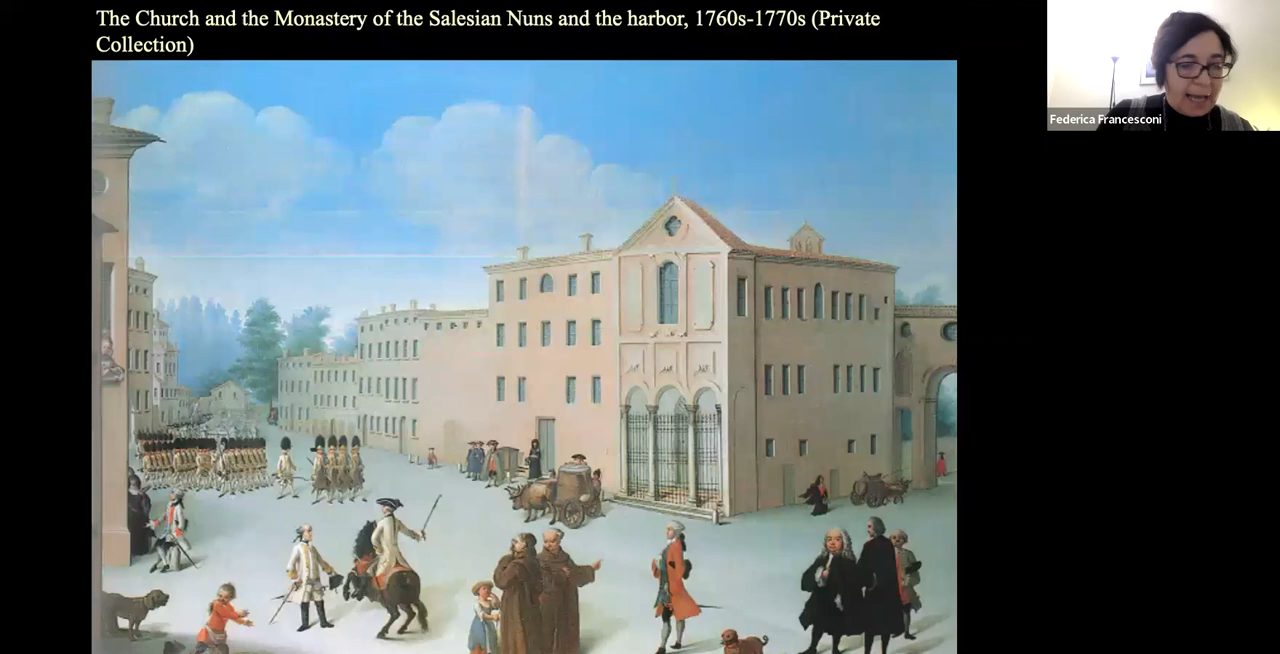 The Church and the Monastery of the Salesian Nuns and the harbor, 1760s-1770s (Private
Collection)
Federica Francesconi